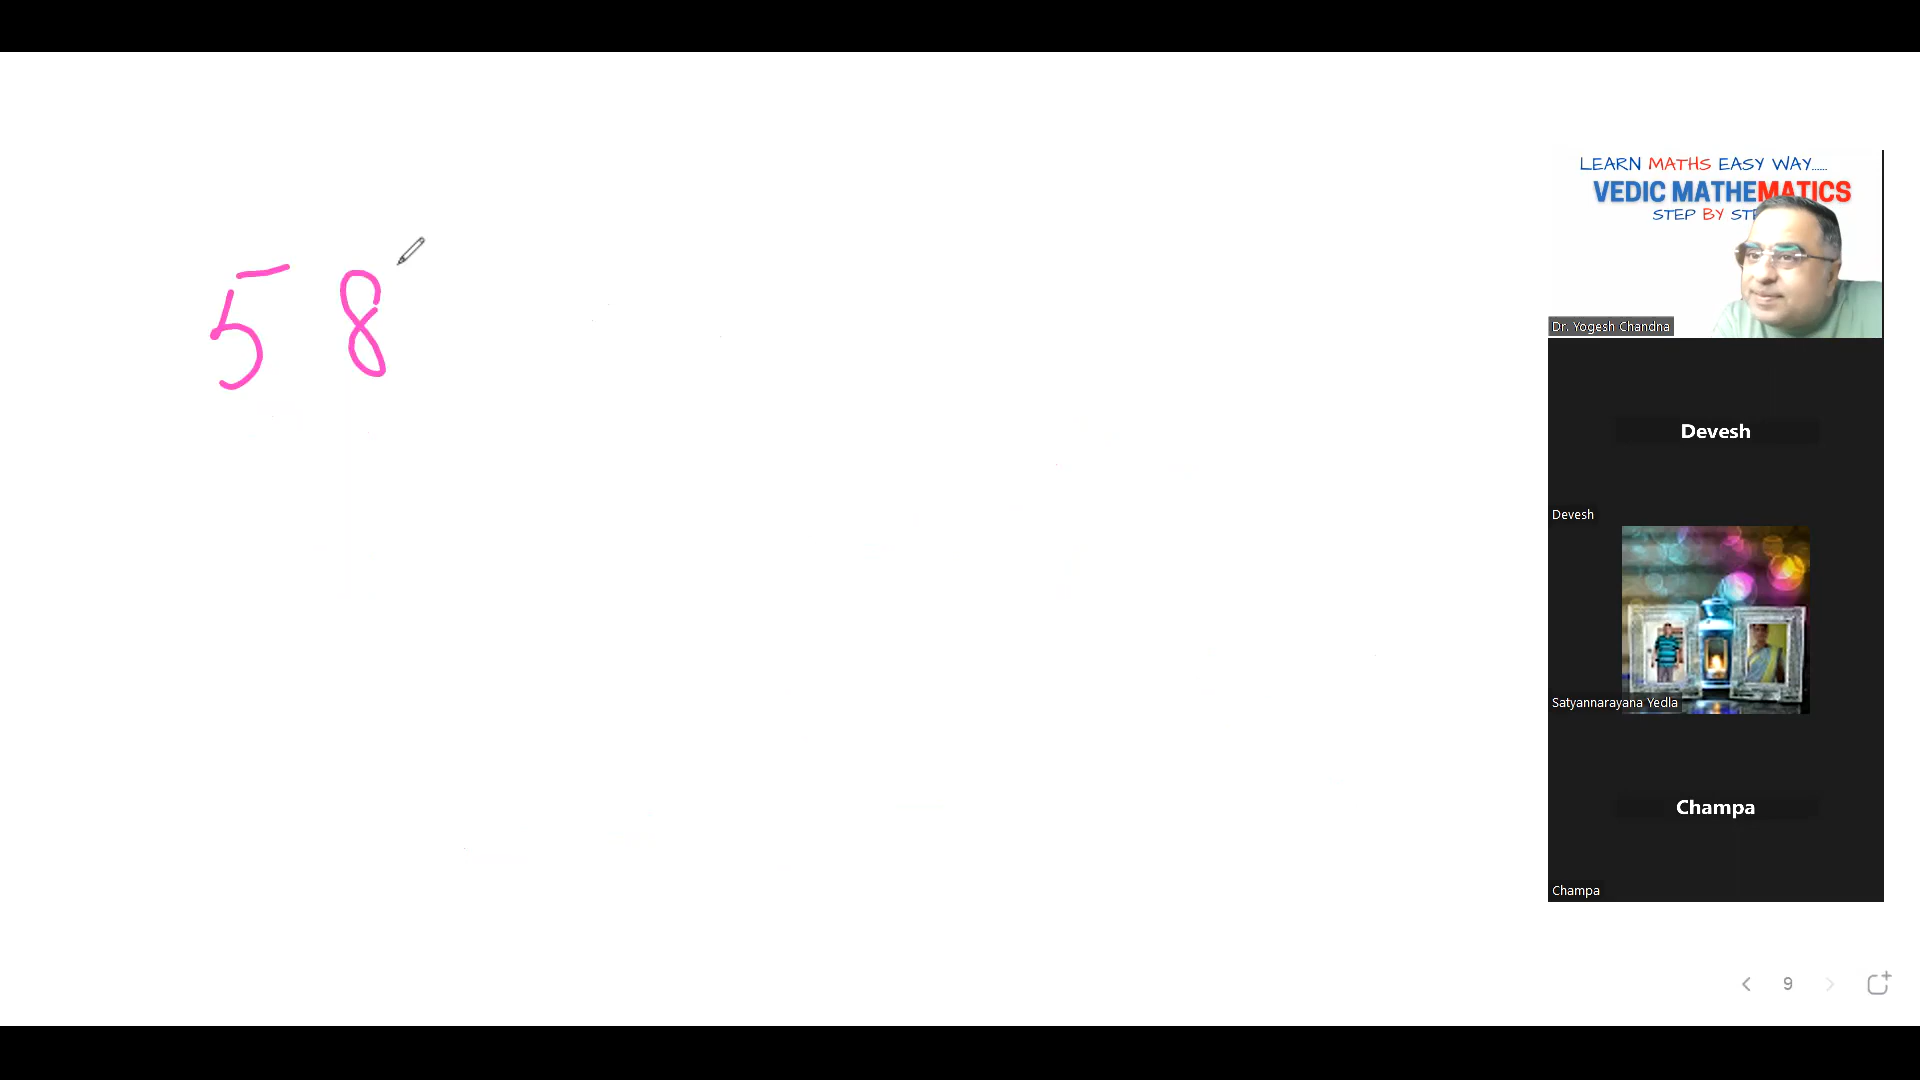 LEARN MATHS EASY WAY......
VEDIC MATHEMATICS
STEP BY
58
Dr. Yogesh Chandna
Devesh
Devesh
Satyannarayana Yedla
Champa
Champa
9